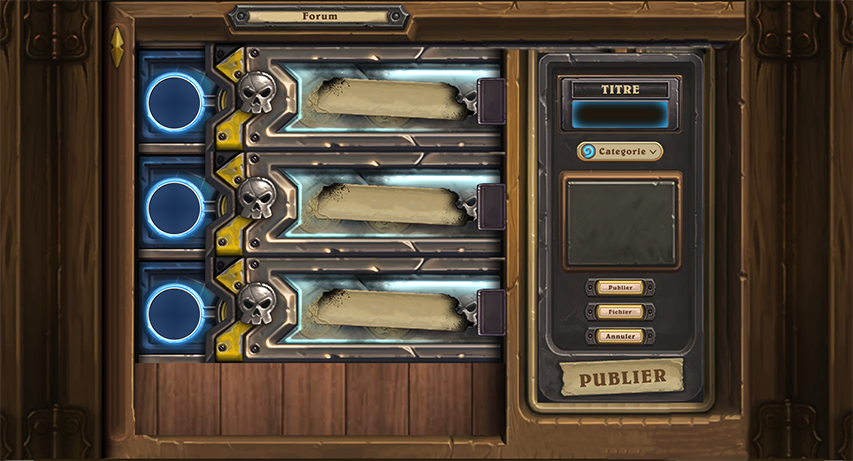 Forum
TITRE
Categorie
Publier
Fichier
Annuler
PUBLIER